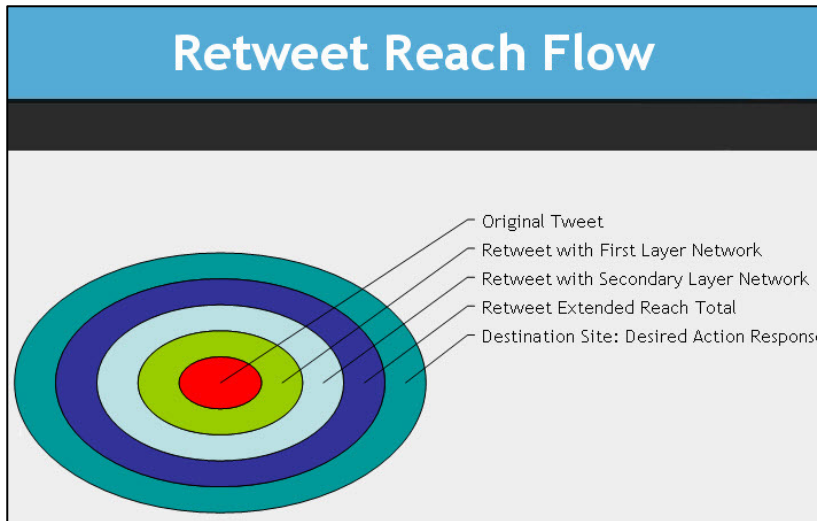 Retweet Reach Flow
Original Tweet
Retweet with First Layer Network
Retweet with Secondary Layer Network
Retweet Extended Reach Total
Destination Site: Desired Action Response